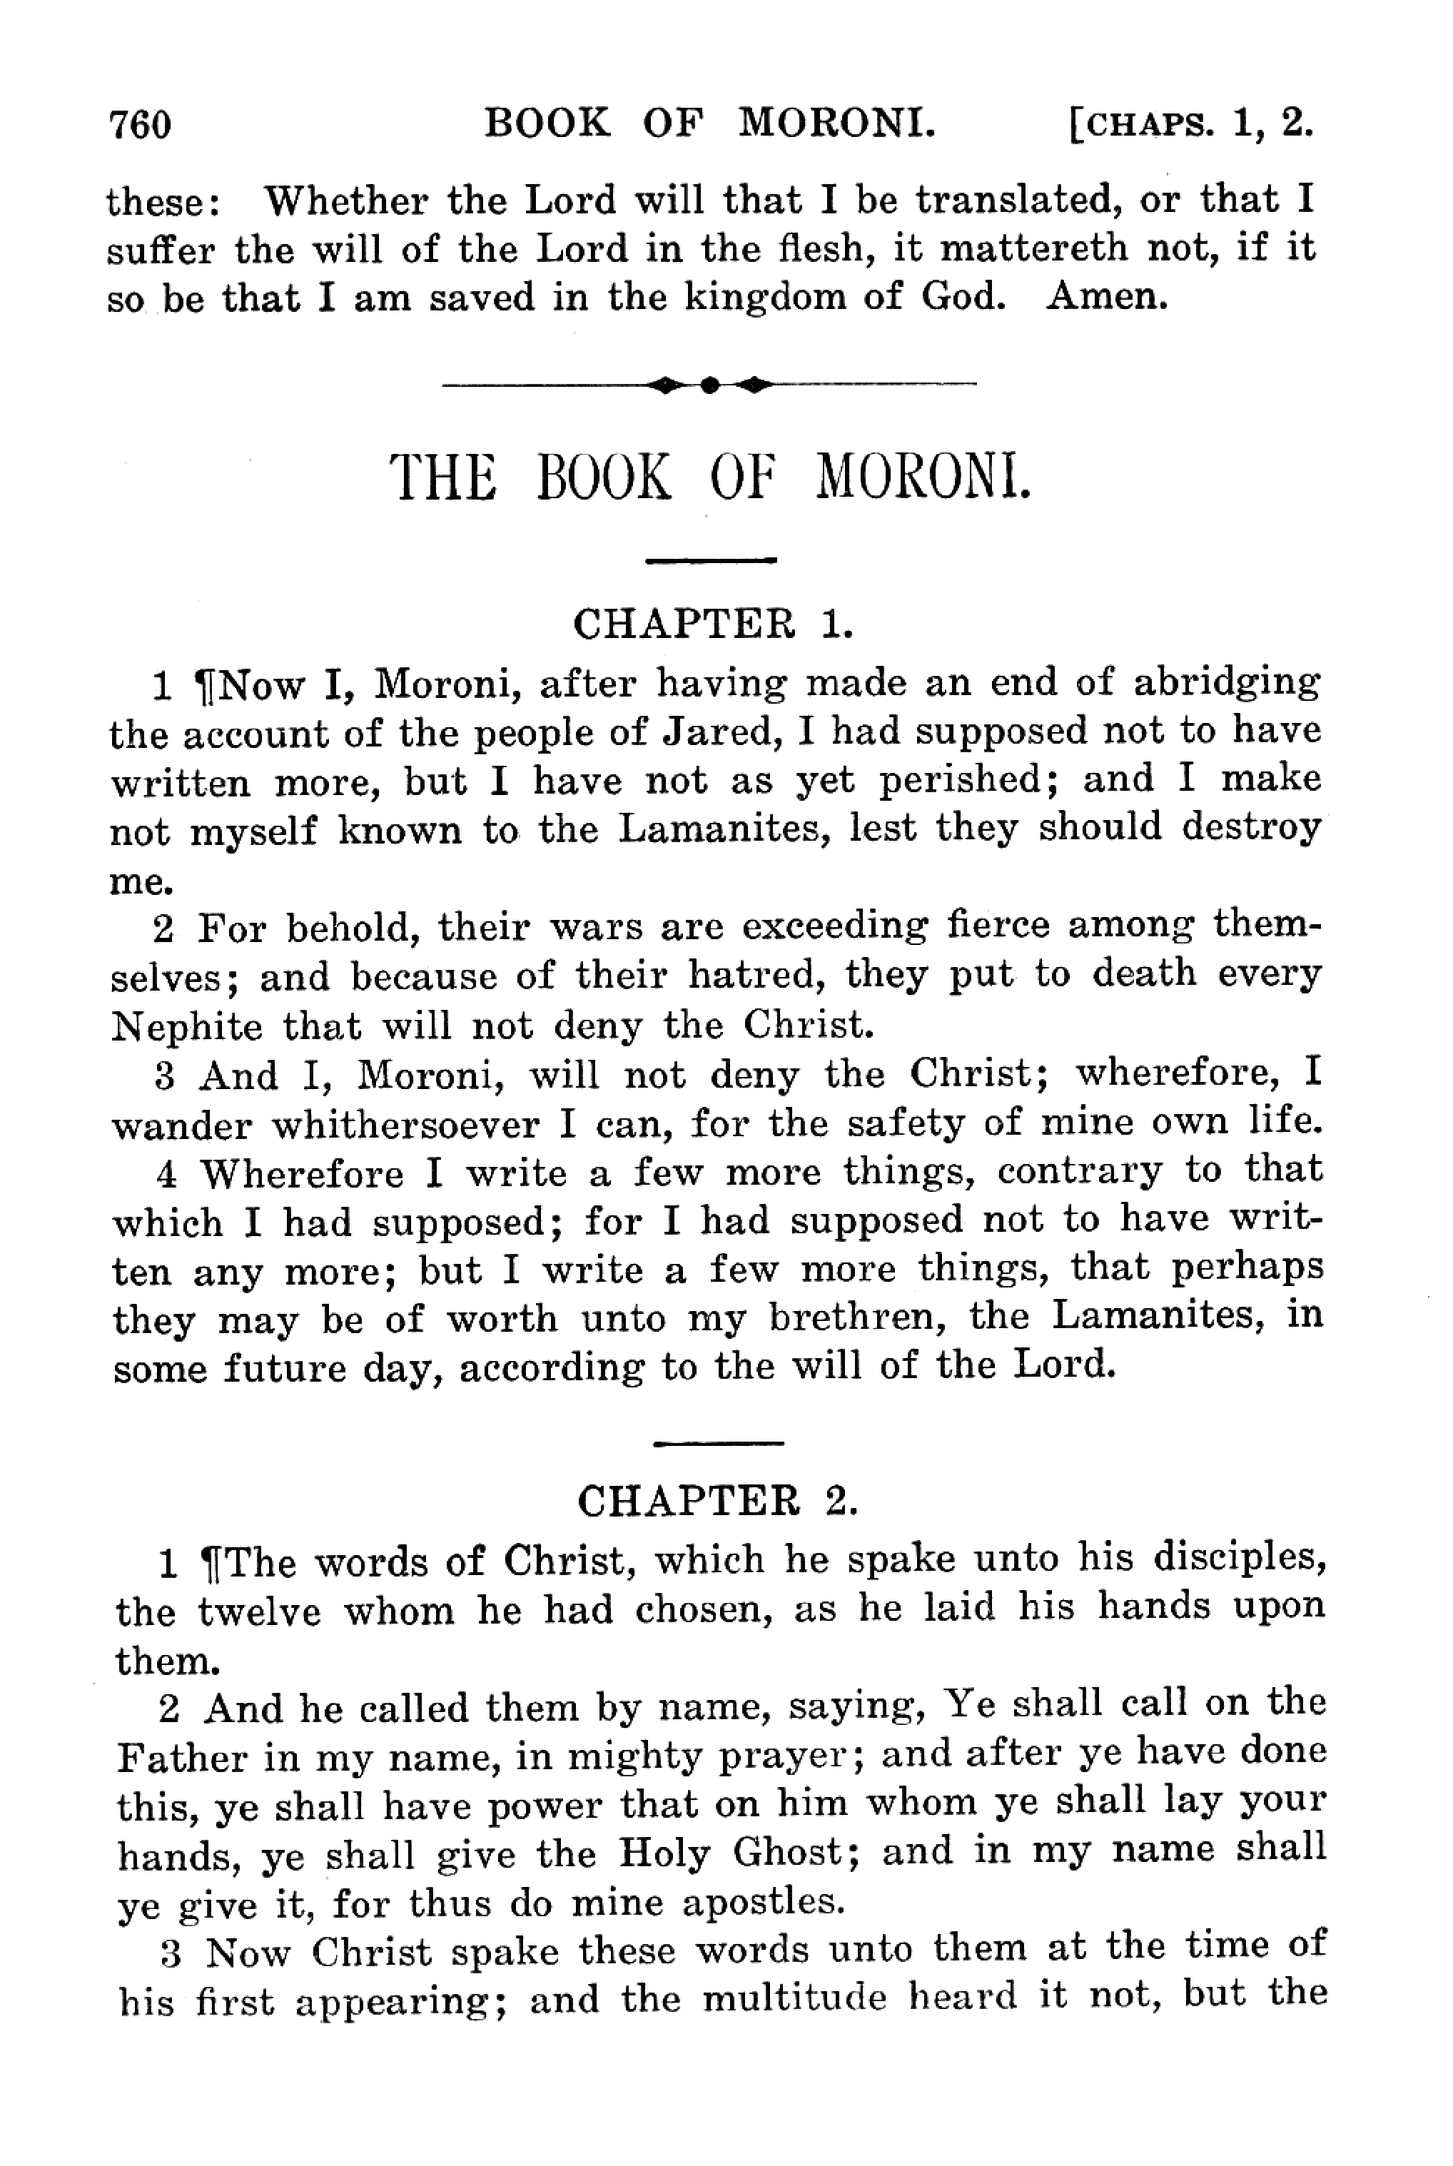 760 BOOK OF MORONI. [CHAPS. 1, 2.
these: Whether the Lord will that I be translated, or that I
suffer the will of the Lord in the flesh, it mattereth not, if it
so be that I am saved in the kingdom of God. Amen.
THE BOOK OF MORONI.
CHAPTER 1.
1 ¶Now I, Moroni, after having made an end of abridging
the account of the people of Jared, I had supposed not to have
written more, but I have not as yet perished; and I make
not myself known to the Lamanites, lest they should destroy
me.
2 For behold, their wars are exceeding fierce among them-
selves; and because of their hatred, they put to death every
Nephite that will not deny the Christ.
3 And I, Moroni, will not deny the Christ; wherefore, I
wander whithersoever I can, for the safety of mine own life.
4 Wherefore I write a few more things, contrary to that
which I had supposed; for I had supposed not to have writ-
ten any more; but I write a few more things, that perhaps
they may be of worth unto my brethren, the Lamanites, in
some future day, according to the will of the Lord.
CHAPTER 2.
1 ¶The words of Christ, which he spake unto his disciples,
the twelve whom he had chosen, as he laid his hands upon
them.
2 And he called them by name, saying, Ye shall call on the
Father in my name, in mighty prayer; and after ye have done
this, ye shall have power that on him whom ye shall lay your
hands, ye shall give the Holy Ghost; and in my name shall
ye give it, for thus do mine apostles.
3 Now Christ spake these words unto them at the time of
his first appearing; and the multitude heard it not, but the